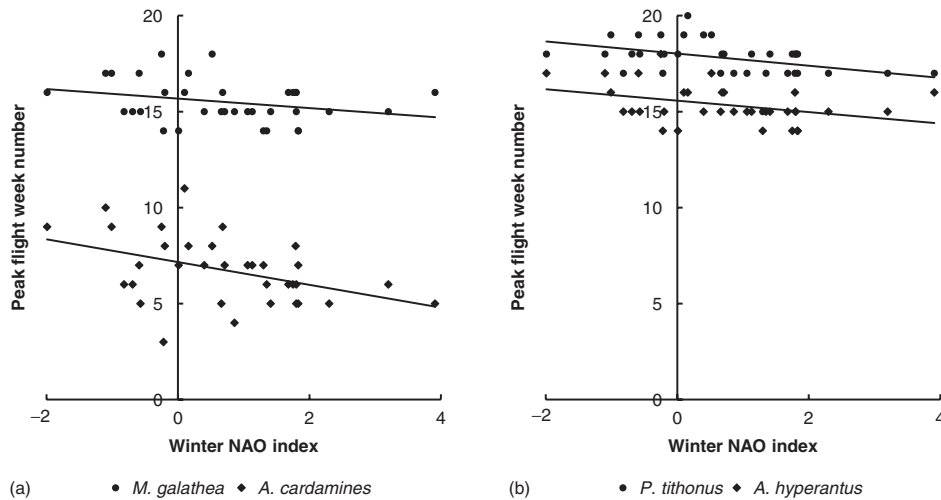 20
15
10
5
0
−2
0
2
4
Peak flight week number
Winter NAO index
(a)
● M. galathea ◆ A. cardamines
20
15
10
5
0
−2
0
2
4
Peak flight week number
Winter NAO index
(b)
● P. tithonus ◆ A. hyperantus